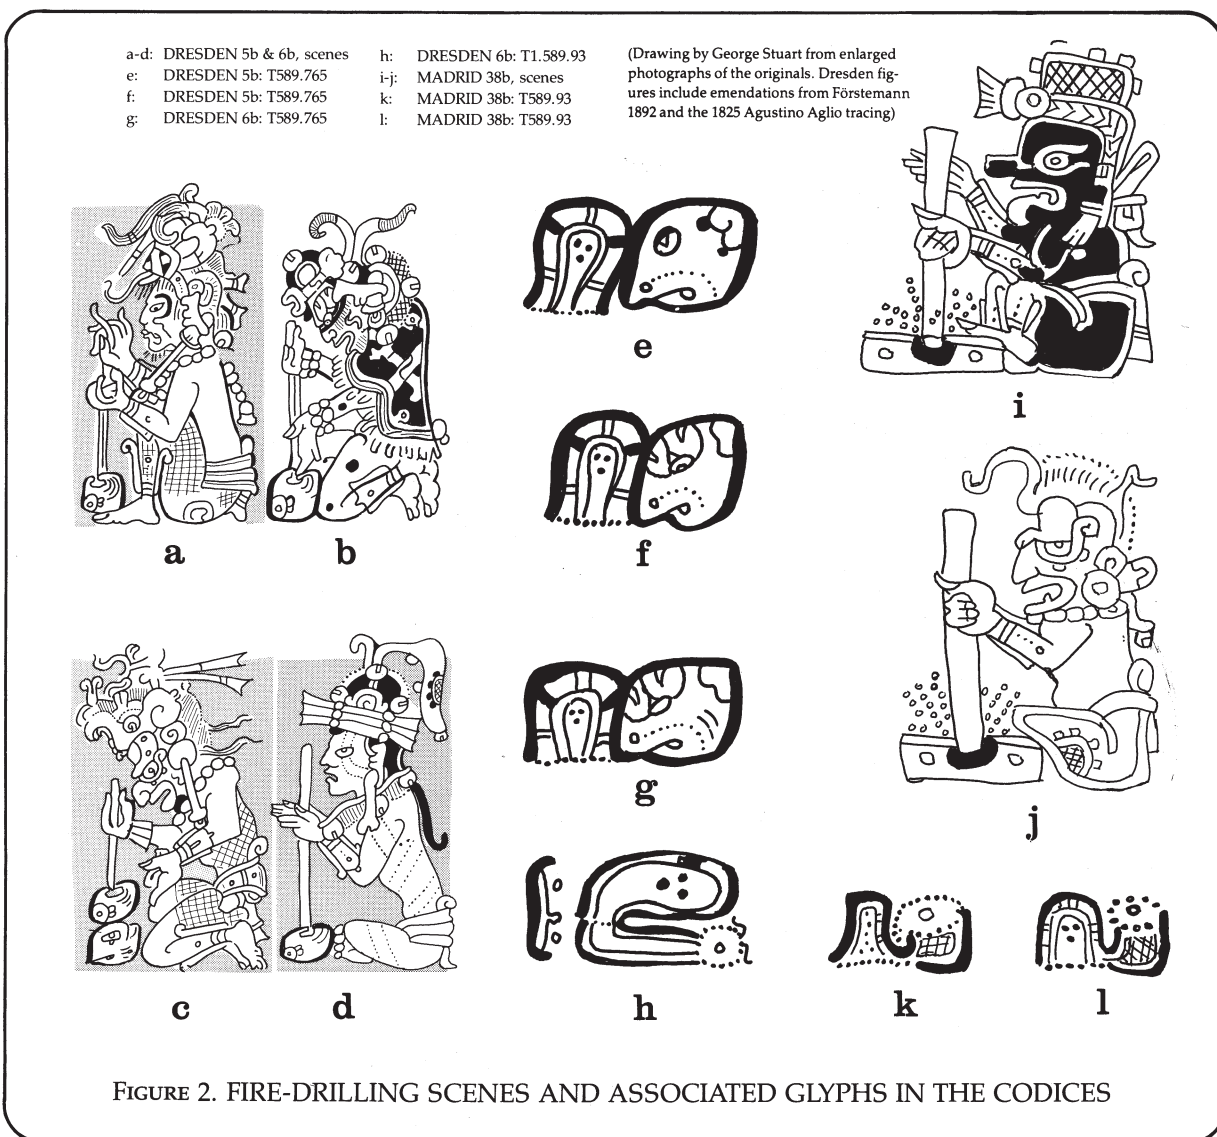 a-d: DRESDEN 5b & 6b, scenes
e: DRESDEN 5b: T589.765
f: DRESDEN 5b: T589.765
g: DRESDEN 6b: T589.765
h: DRESDEN 6b: T1.589.93
i-j: MADRID 38b, scenes
k: MADRID 38b: T589.93
l: MADRID 38b: T589.93
(Drawing by George Stuart from enlarged
photographs of the originals. Dresden fig-
ures include emendations from Förstemann
1892 and the 1825 Agustino Aglio tracing)
a
b
c
d
e
f
g
h
i
j
k
l
FIGURE 2. FIRE-DRILLING SCENES AND ASSOCIATED GLYPHS IN THE CODICES